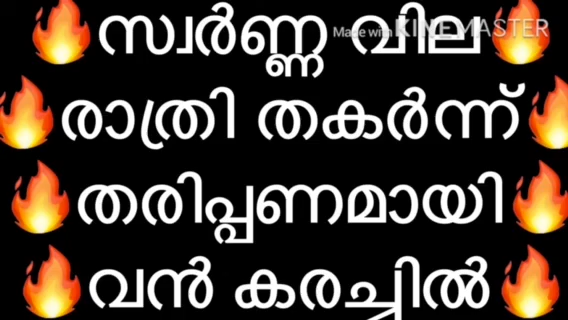 സ്വർണ്ണ വില
Made with KINEMASTER
രാത്രി തകർന്ന്
തരിപ്പണമായി
വൻ കരച്ചിൽ